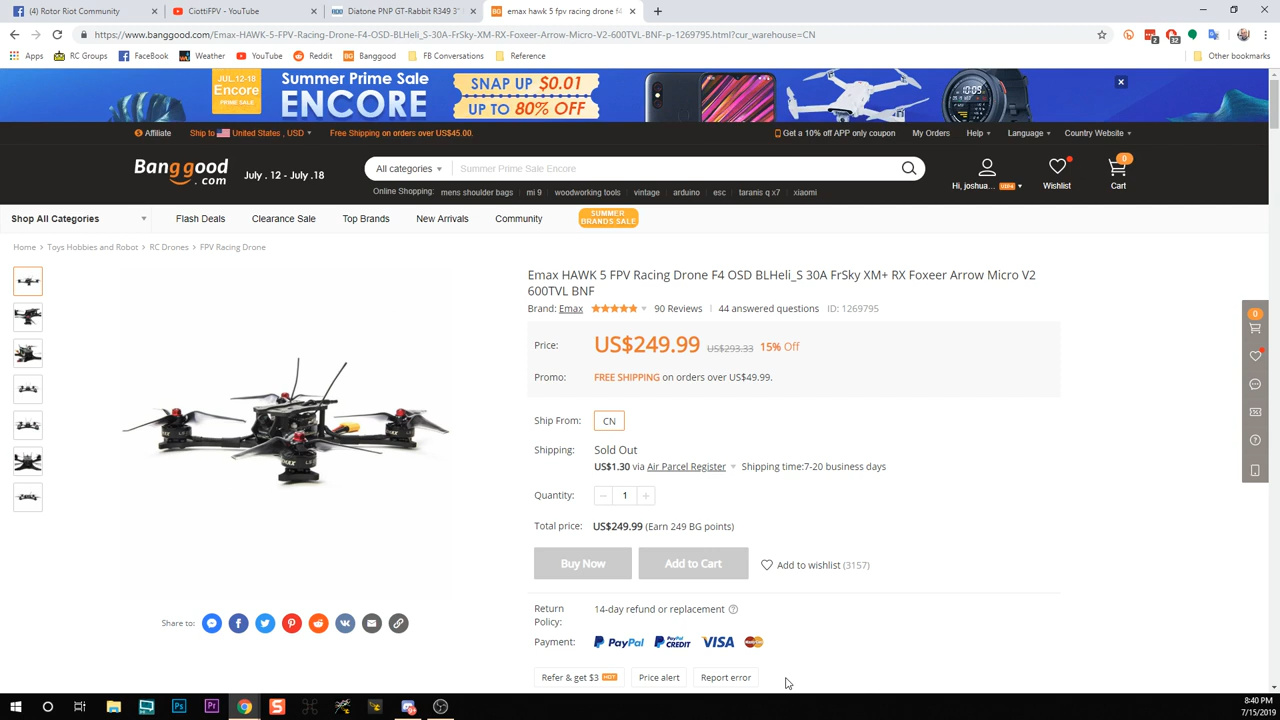 (4) Rotor Riot Community
CiottiFPV - YouTube
Diatone PNP GT-Rabbit R349 3"
emax hawk 5 fpv racing drone f4
https://www.banggood.com/Emax-HAWK-5-FPV-Racing-Drone-F4-OSD-BLHeli_S-30A-FrSky-XM-RX-Foxeer-Arrow-Micro-V2-600TVL-BNF-p-1269795.html?cur_warehouse=CN
Apps
RC Groups
FaceBook
Weather
YouTube
Reddit
Banggood
FB Conversations
Reference
Other bookmarks
JUL.12-18
Encore
PRIME SALE
Summer Prime Sale
ENCORE
SNAP UP $0.01
UP TO 80% OFF
Affiliate
Ship to United States , USD
Free Shipping on orders over US$45.00.
Get a 10% off APP only coupon
My Orders
Help
Language
Country Website
Banggood
.com
July . 12 - July .18
All categories
Summer Prime Sale Encore
Hi, joshua... VIP4
Wishlist
0
Cart
Online Shopping: mens shoulder bags mi 9 woodworking tools vintage arduino esc taranis q x7 xiaomi
Shop All Categories
Flash Deals
Clearance Sale
Top Brands
New Arrivals
Community
SUMMER
BRANDS SALE
Home > Toys Hobbies and Robot > RC Drones > FPV Racing Drone
Emax HAWK 5 FPV Racing Drone F4 OSD BLHeli_S 30A FrSky XM+ RX Foxeer Arrow Micro V2
600TVL BNF
Brand: Emax 90 Reviews | 44 answered questions ID: 1269795
Price: US$249.99 US$293.33 15% Off
Promo: FREE SHIPPING on orders over US$49.99.
Ship From: CN
Shipping: Sold Out
US$1.30 via Air Parcel Register Shipping time:7-20 business days
Quantity: − 1 +
Total price: US$249.99 (Earn 249 BG points)
Buy Now
Add to Cart
Add to wishlist (3157)
Return
Policy:
14-day refund or replacement
Payment: PayPal PayPal CREDIT VISA MasterCard
Share to:
Refer & get $3 HOT
Price alert
Report error
0
8:40 PM
7/15/2019